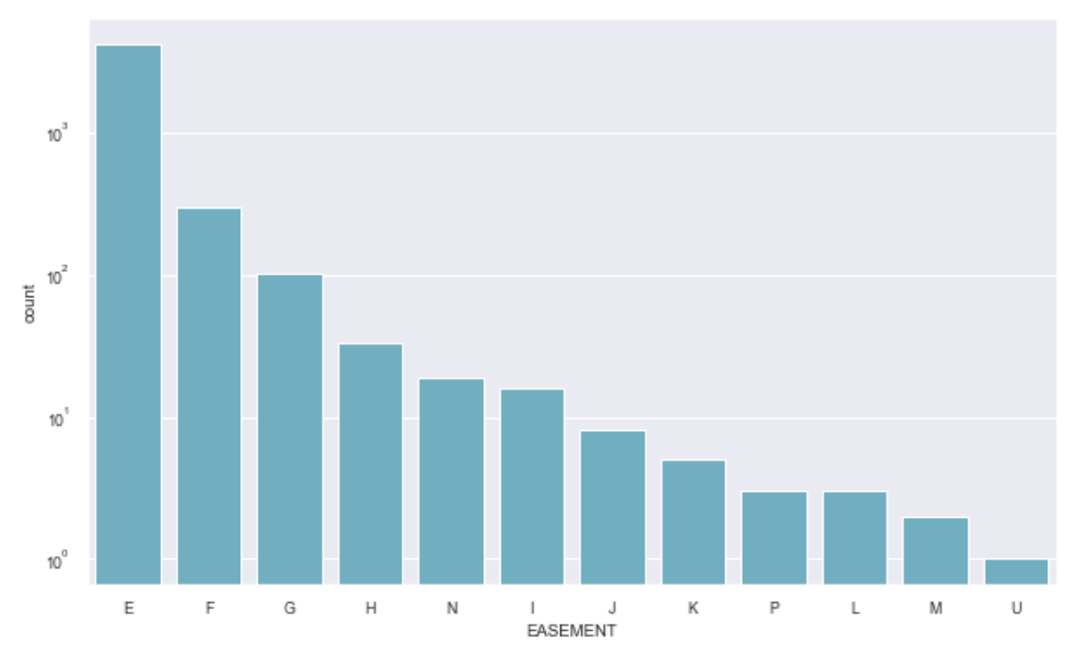 10³
10²
10¹
10⁰
count
E F G H N I J K P L M U
EASEMENT